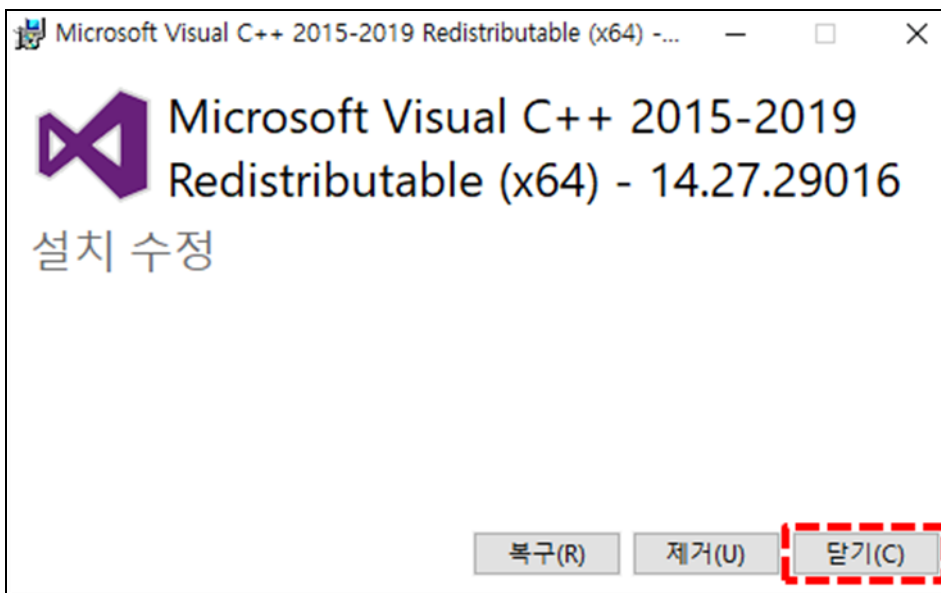 Microsoft Visual C++ 2015-2019 Redistributable (x64) -...
Microsoft Visual C++ 2015-2019
Redistributable (x64) - 14.27.29016
설치 수정
복구(R) 제거(U) 닫기(C)